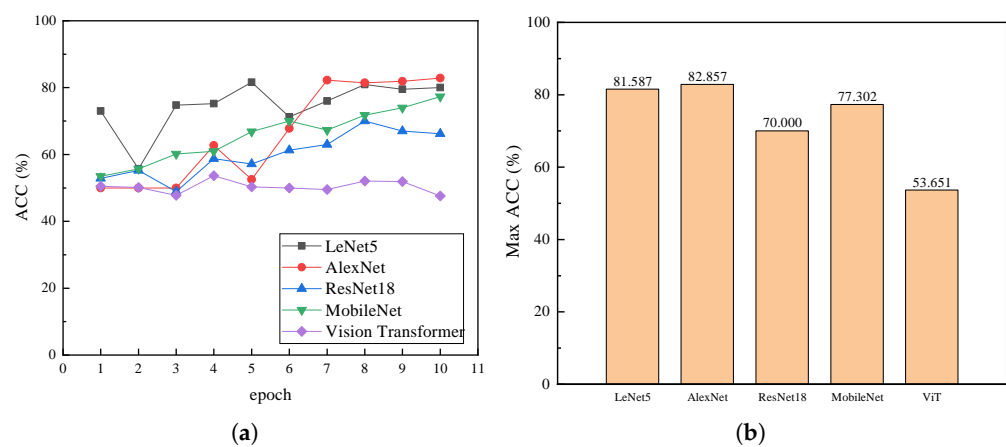 100
80
60
40
20
0
ACC (%)
LeNet5
AlexNet
ResNet18
MobileNet
Vision Transformer
0 1 2 3 4 5 6 7 8 9 10 11
epoch
(a)
100
80
60
40
20
0
Max ACC (%)
81.587
82.857
70.000
77.302
53.651
LeNet5 AlexNet ResNet18 MobileNet ViT
(b)